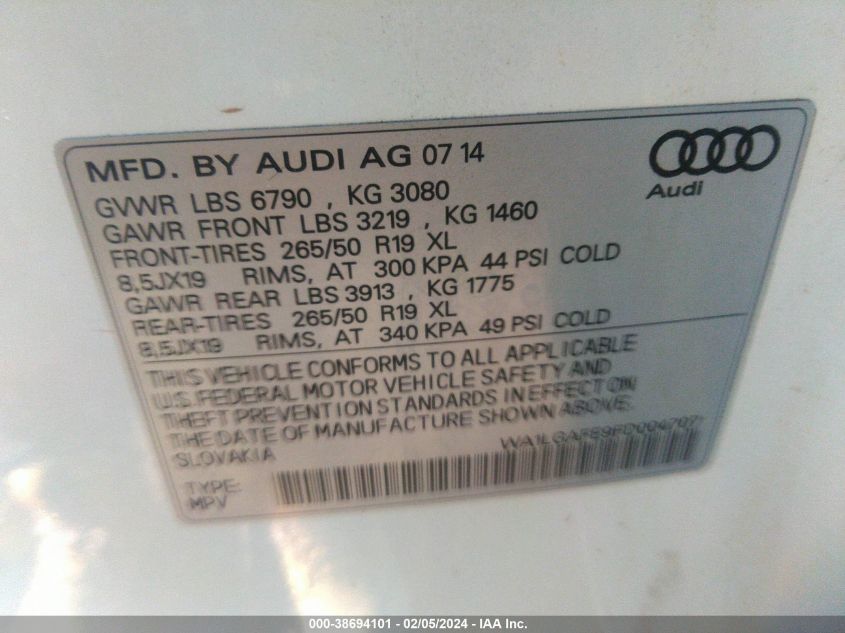 MFD. BY AUDI AG 07 14
Audi
GVWR LBS 6790 , KG 3080
GAWR FRONT LBS 3219 , KG 1460
FRONT-TIRES 265/50 R19 XL
8,5JX19 RIMS, AT 300 KPA 44 PSI COLD
GAWR REAR LBS 3913 , KG 1775
REAR-TIRES 265/50 R19 XL
8,5JX19 RIMS, AT 340 KPA 49 PSI COLD
THIS VEHICLE CONFORMS TO ALL APPLICABLE
U.S. FEDERAL MOTOR VEHICLE SAFETY AND
THEFT PREVENTION STANDARDS IN EFFECT ON
THE DATE OF MANUFACTURE SHOWN ABOVE.
SLOVAKIA
TYPE:
MPV
000-38694101 - 02/05/2024 - IAA Inc.